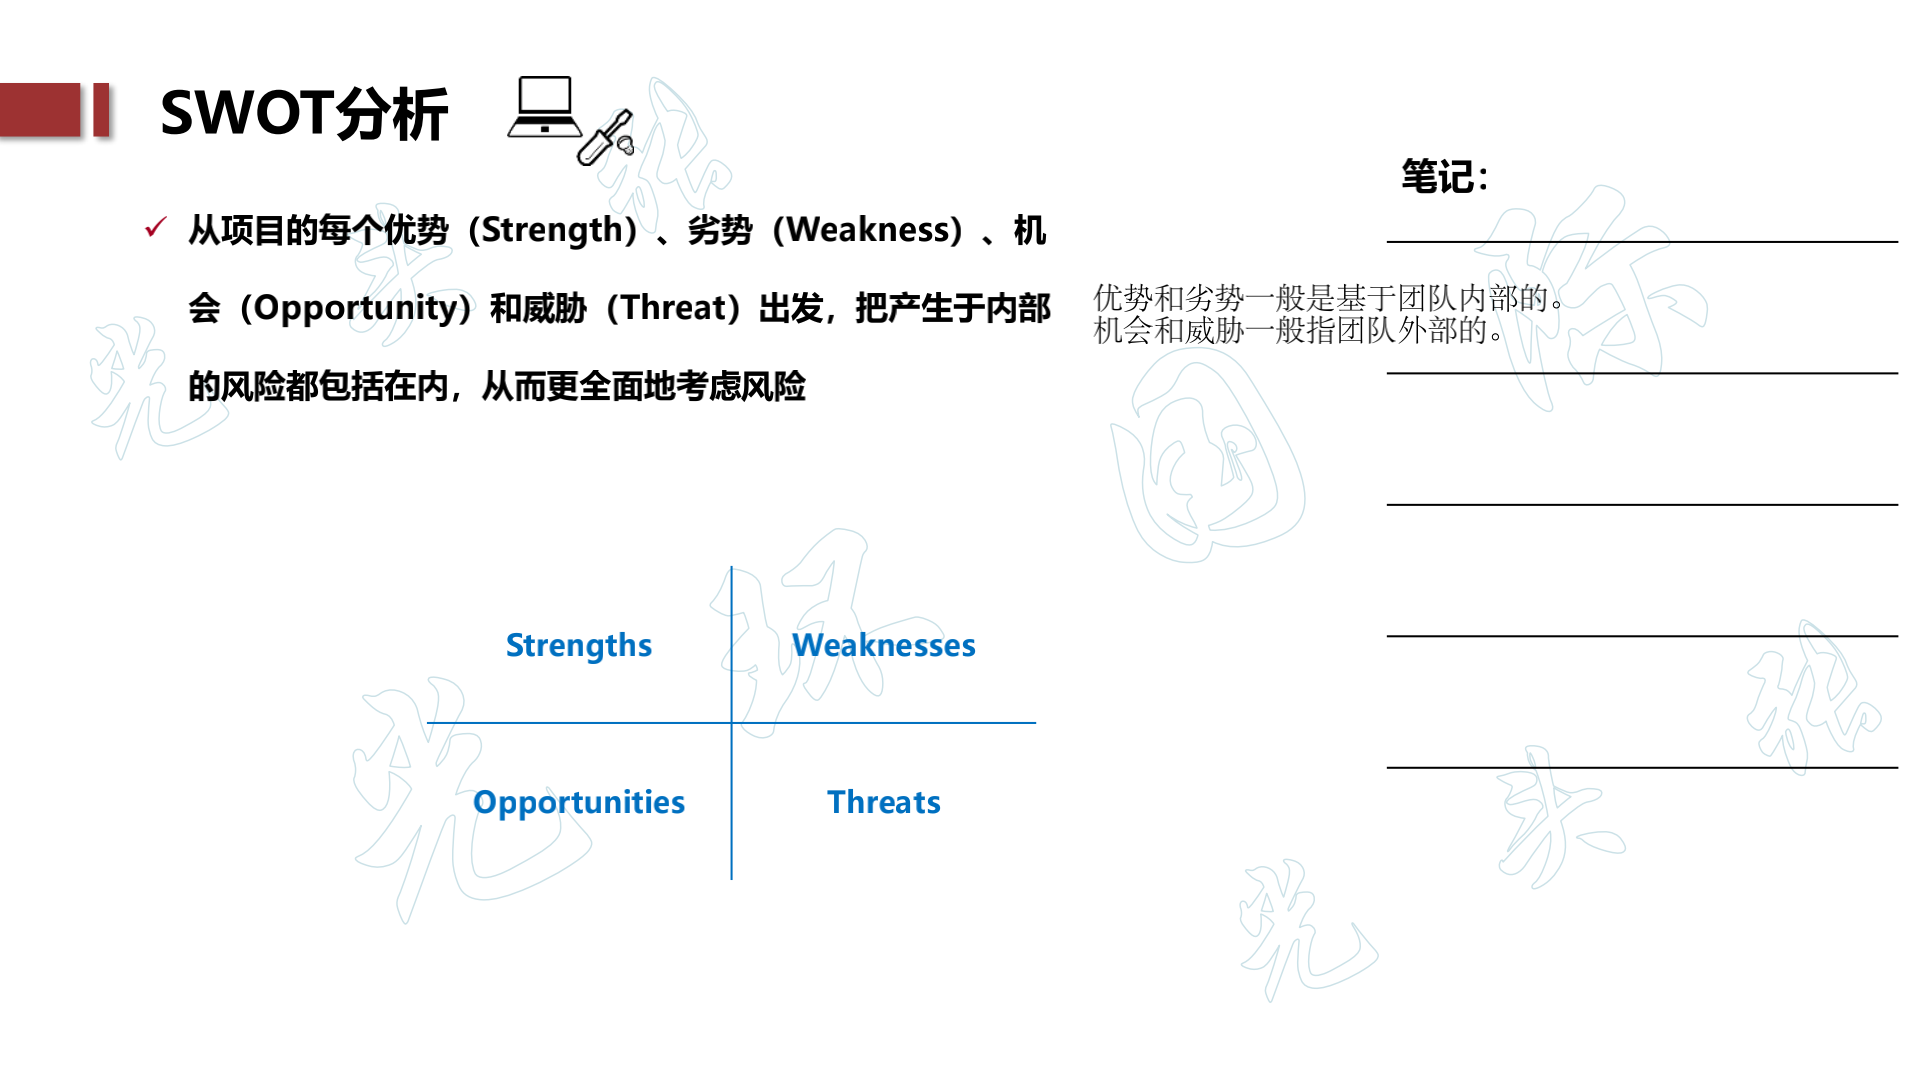 SWOT分析
从项目的每个优势（Strength）、劣势（Weakness）、机
会（Opportunity）和威胁（Threat）出发，把产生于内部
的风险都包括在内，从而更全面地考虑风险
笔记：
优势和劣势一般是基于团队内部的。
机会和威胁一般指团队外部的。
Strengths
Weaknesses
Opportunities
Threats